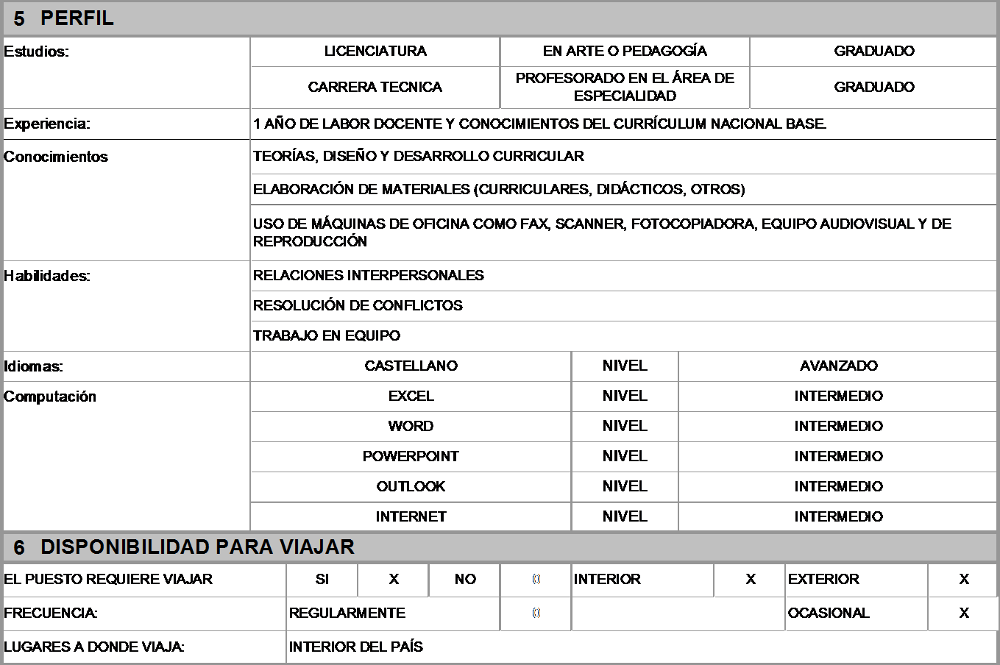 5 PERFIL
Estudios: LICENCIATURA EN ARTE O PEDAGOGÍA GRADUADO
CARRERA TECNICA PROFESORADO EN EL ÁREA DE ESPECIALIDAD GRADUADO
Experiencia: 1 AÑO DE LABOR DOCENTE Y CONOCIMIENTOS DEL CURRÍCULUM NACIONAL BASE.
Conocimientos TEORÍAS, DISEÑO Y DESARROLLO CURRICULAR
ELABORACIÓN DE MATERIALES (CURRICULARES, DIDÁCTICOS, OTROS)
USO DE MÁQUINAS DE OFICINA COMO FAX, SCANNER, FOTOCOPIADORA, EQUIPO AUDIOVISUAL Y DE
REPRODUCCIÓN
Habilidades: RELACIONES INTERPERSONALES
RESOLUCIÓN DE CONFLICTOS
TRABAJO EN EQUIPO
Idiomas: CASTELLANO NIVEL AVANZADO
Computación EXCEL NIVEL INTERMEDIO
WORD NIVEL INTERMEDIO
POWERPOINT NIVEL INTERMEDIO
OUTLOOK NIVEL INTERMEDIO
INTERNET NIVEL INTERMEDIO
6 DISPONIBILIDAD PARA VIAJAR
EL PUESTO REQUIERE VIAJAR SI X NO 0 INTERIOR X EXTERIOR X
FRECUENCIA: REGULARMENTE 0 OCASIONAL X
LUGARES A DONDE VIAJA: INTERIOR DEL PAÍS